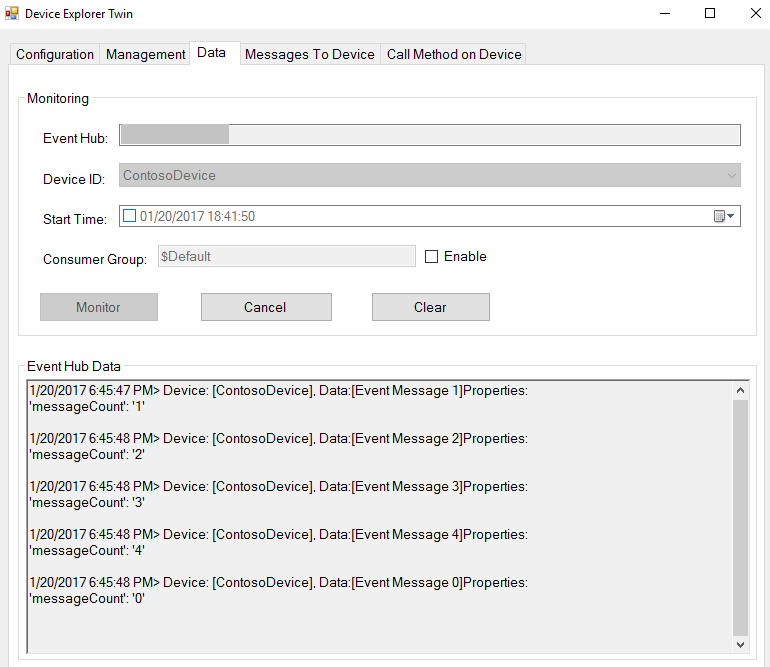 Device Explorer Twin
Configuration Management Data Messages To Device Call Method on Device
Monitoring
Event Hub:
Device ID: ContosoDevice
Start Time: 01/20/2017 18:41:50
Consumer Group: $Default Enable
Monitor Cancel Clear
Event Hub Data
1/20/2017 6:45:47 PM> Device: [ContosoDevice], Data:[Event Message 1]Properties:
'messageCount': '1'
1/20/2017 6:45:48 PM> Device: [ContosoDevice], Data:[Event Message 2]Properties:
'messageCount': '2'
1/20/2017 6:45:48 PM> Device: [ContosoDevice], Data:[Event Message 3]Properties:
'messageCount': '3'
1/20/2017 6:45:48 PM> Device: [ContosoDevice], Data:[Event Message 4]Properties:
'messageCount': '4'
1/20/2017 6:45:48 PM> Device: [ContosoDevice], Data:[Event Message 0]Properties:
'messageCount': '0'